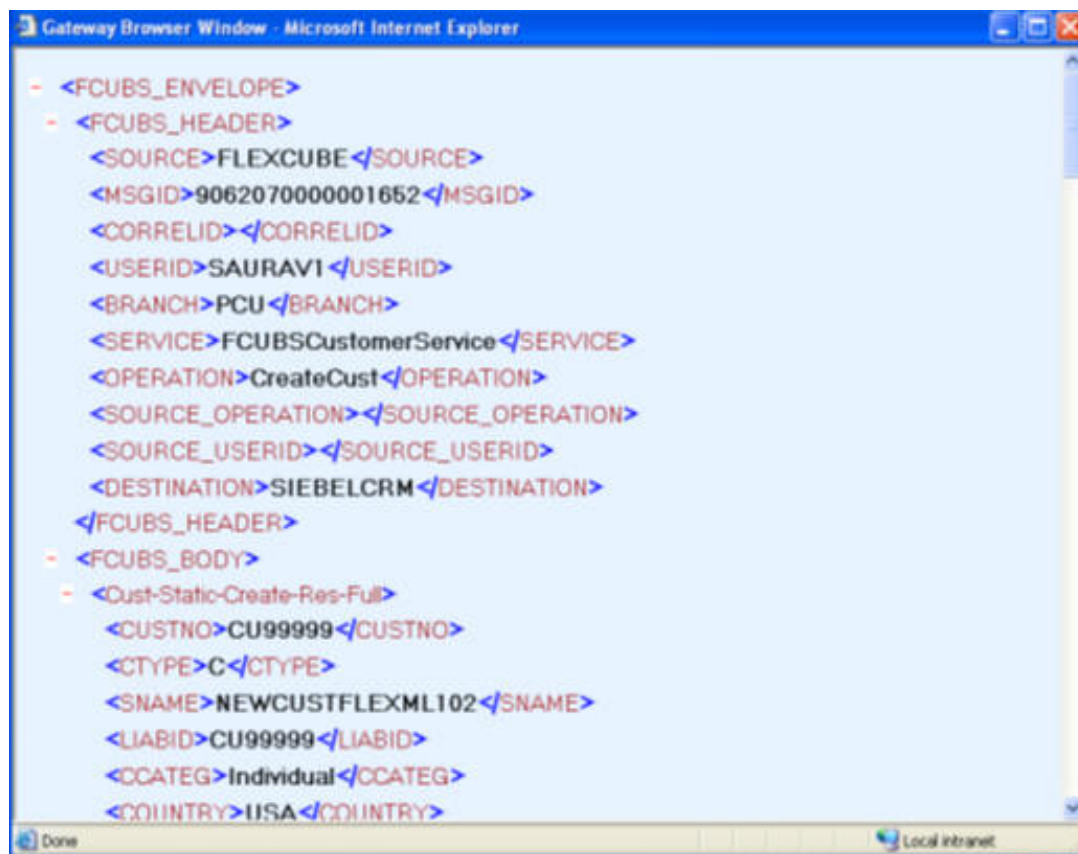 Gateway Browser Window - Microsoft Internet Explorer
- <FCUBS_ENVELOPE>
- <FCUBS_HEADER>
<SOURCE>FLEXCUBE</SOURCE>
<MSGID>9062070000001652</MSGID>
<CORRELID></CORRELID>
<USERID>SAURAV1</USERID>
<BRANCH>PCU</BRANCH>
<SERVICE>FCUBSCustomerService</SERVICE>
<OPERATION>CreateCust</OPERATION>
<SOURCE_OPERATION></SOURCE_OPERATION>
<SOURCE_USERID></SOURCE_USERID>
<DESTINATION>SIEBELCRM</DESTINATION>
</FCUBS_HEADER>
- <FCUBS_BODY>
- <Cust-Static-Create-Res-Full>
<CUSTNO>CU99999</CUSTNO>
<CTYPE>C</CTYPE>
<SNAME>NEWCUSTFLEXML102</SNAME>
<LIABID>CU99999</LIABID>
<CCATEG>Individual</CCATEG>
<COUNTRY>USA</COUNTRY>
Done Local intranet